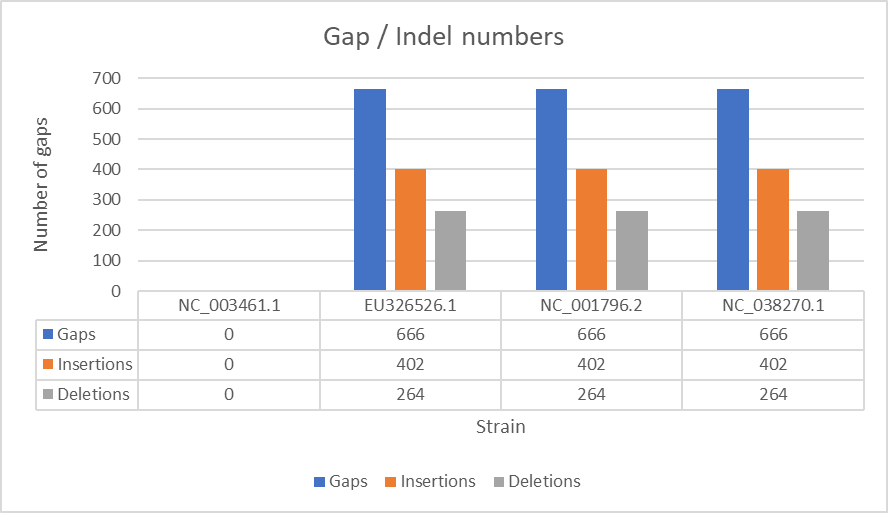 Gap / Indel numbers
700
600
500
400
300
200
100
0
Number of gaps
NC_003461.1 EU326526.1 NC_001796.2 NC_038270.1
Gaps 0 666 666 666
Insertions 0 402 402 402
Deletions 0 264 264 264
Strain
Gaps Insertions Deletions